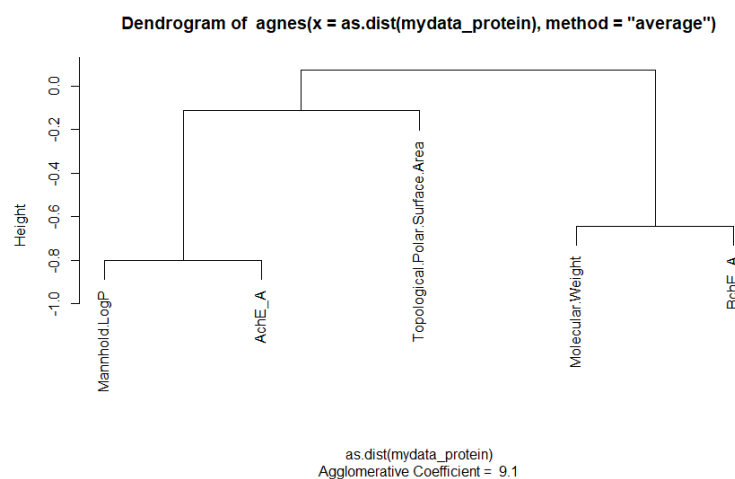 Dendrogram of agnes(x = as.dist(mydata_protein), method = "average")
Height
0.0
-0.2
-0.4
-0.6
-0.8
-1.0
Mannhold.LogP
AchE_A
Topological.Polar.Surface.Area
Molecular.Weight
BchE_A
as.dist(mydata_protein)
Agglomerative Coefficient = 9.1